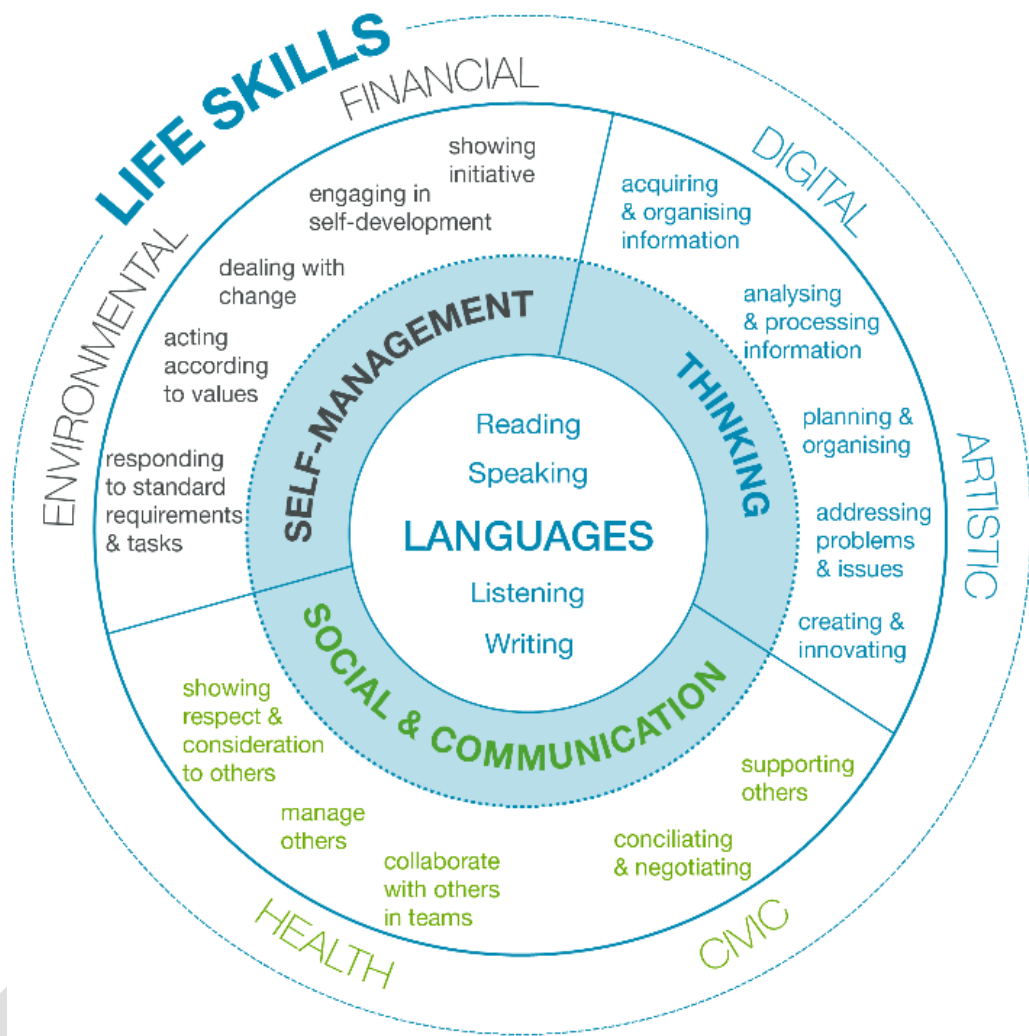 LIFE SKILLS
FINANCIAL
DIGITAL
ARTISTIC
CIVIC
HEALTH
ENVIRONMENTAL
SELF-MANAGEMENT
showing
initiative
engaging in
self-development
dealing with
change
acting
according
to values
responding
to standard
requirements
& tasks
THINKING
acquiring
& organising
information
analysing
& processing
information
planning &
organising
addressing
problems
& issues
creating &
innovating
SOCIAL & COMMUNICATION
showing
respect &
consideration
to others
manage
others
collaborate
with others
in teams
conciliating
& negotiating
supporting
others
Reading
Speaking
LANGUAGES
Listening
Writing